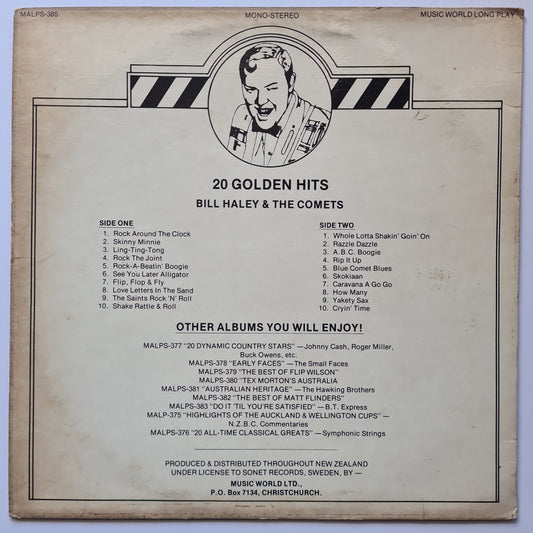 MALPS-385 MONO-STEREO MUSIC WORLD LONG PLAY
20 GOLDEN HITS
BILL HALEY & THE COMETS
SIDE ONE
1. Rock Around The Clock
2. Skinny Minnie
3. Ling-Ting-Tong
4. Rock The Joint
5. Rock-A-Beatin' Boogie
6. See You Later Alligator
7. Flip, Flop & Fly
8. Love Letters In The Sand
9. The Saints Rock 'N' Roll
10. Shake Rattle & Roll
SIDE TWO
1. Whole Lotta Shakin' Goin' On
2. Razzle Dazzle
3. A.B.C. Boogie
4. Rip It Up
5. Blue Comet Blues
6. Skokiaan
7. Caravana A Go Go
8. How Many
9. Yakety Sax
10. Cryin' Time
OTHER ALBUMS YOU WILL ENJOY!
MALPS-377 "20 DYNAMIC COUNTRY STARS" —Johnny Cash, Roger Miller,
Buck Owens, etc.
MALPS-378 "EARLY FACES" —The Small Faces
MALPS-379 "THE BEST OF FLIP WILSON"
MALPS-380 "TEX MORTON'S AUSTRALIA
MALPS-381 "AUSTRALIAN HERITAGE" —The Hawking Brothers
MALPS-382 "THE BEST OF MATT FLINDERS"
MALPS-383 "DO IT 'TIL YOU'RE SATISFIED" —B.T. Express
MALP-375 "HIGHLIGHTS OF THE AUCKLAND & WELLINGTON CUPS" —
N.Z.B.C. Commentaries
MALPS-376 "20 ALL-TIME CLASSICAL GREATS" —Symphonic Strings
PRODUCED & DISTRIBUTED THROUGHOUT NEW ZEALAND
UNDER LICENSE TO SONET RECORDS, SWEDEN, BY —
MUSIC WORLD LTD.,
P.O. Box 7134, CHRISTCHURCH.